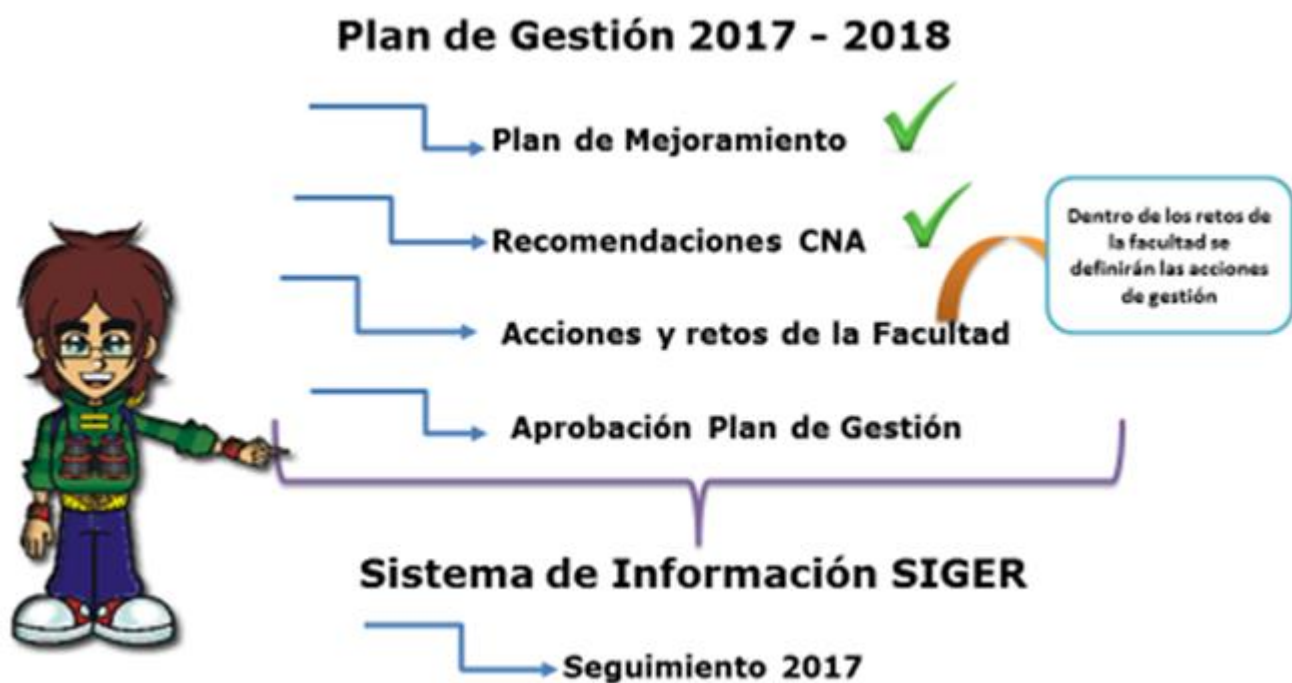 Plan de Gestión 2017 - 2018
Plan de Mejoramiento
Recomendaciones CNA
Dentro de los retos de
la facultad se
definirán las acciones
de gestión
Acciones y retos de la Facultad
Aprobación Plan de Gestión
Sistema de Información SIGER
Seguimiento 2017